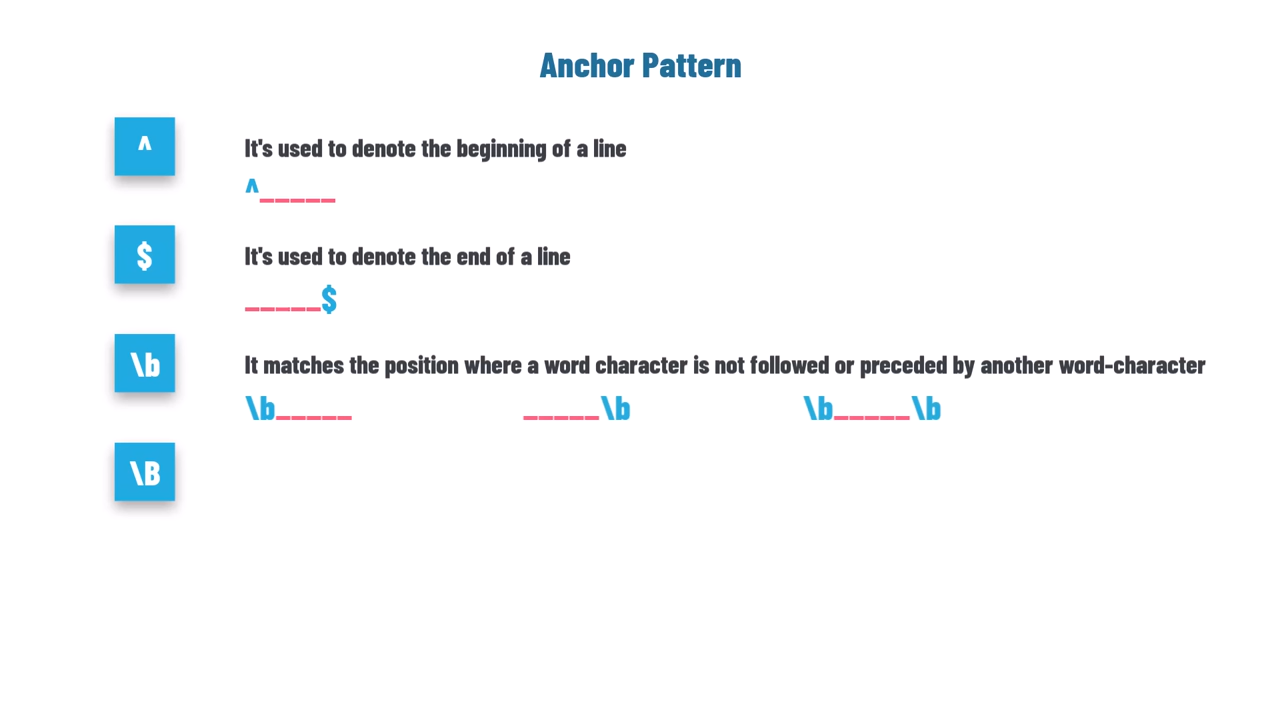 Anchor Pattern
^
It's used to denote the beginning of a line
^_____
$
It's used to denote the end of a line
_____$
\b
It matches the position where a word character is not followed or preceded by another word-character
\b_____ _____\b \b_____\b
\B